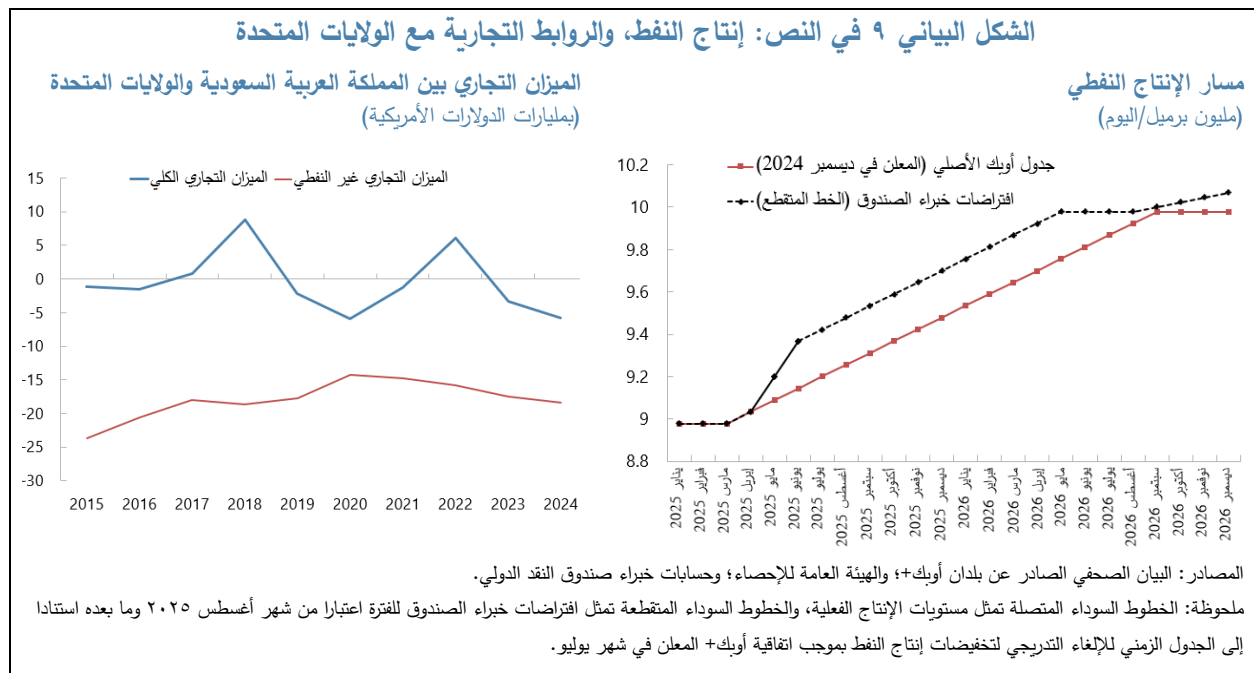 الشكل البياني ٩ في النص: إنتاج النفط، والروابط التجارية مع الولايات المتحدة
مسار الإنتاج النفطي
(مليون برميل/اليوم)
جدول أوبك الأصلي (المعلن في ديسمبر 2024)
افتراضات خبراء الصندوق (الخط المتقطع)
10.2
10
9.8
9.6
9.4
9.2
9
8.8
يناير 2025
فبراير 2025
مارس 2025
إبريل 2025
مايو 2025
يونيو 2025
يوليو 2025
أغسطس 2025
سبتمبر 2025
أكتوبر 2025
نوفمبر 2025
ديسمبر 2025
يناير 2026
فبراير 2026
مارس 2026
إبريل 2026
مايو 2026
يونيو 2026
يوليو 2026
أغسطس 2026
سبتمبر 2026
أكتوبر 2026
نوفمبر 2026
ديسمبر 2026
الميزان التجاري بين المملكة العربية السعودية والولايات المتحدة
(بمليارات الدولارات الأمريكية)
الميزان التجاري غير النفطي
الميزان التجاري الكلي
15
10
5
0
-5
-10
-15
-20
-25
-30
2015 2016 2017 2018 2019 2020 2021 2022 2023 2024
المصادر: البيان الصحفي الصادر عن بلدان أوبك+؛ والهيئة العامة للإحصاء؛ وحسابات خبراء صندوق النقد الدولي.
ملحوظة: الخطوط السوداء المتصلة تمثل مستويات الإنتاج الفعلية، والخطوط السوداء المتقطعة تمثل افتراضات خبراء الصندوق للفترة اعتبارا من شهر أغسطس ٢٠٢٥ وما بعده استنادا
إلى الجدول الزمني للإلغاء التدريجي لتخفيضات إنتاج النفط بموجب اتفاقية أوبك+ المعلن في شهر يوليو.